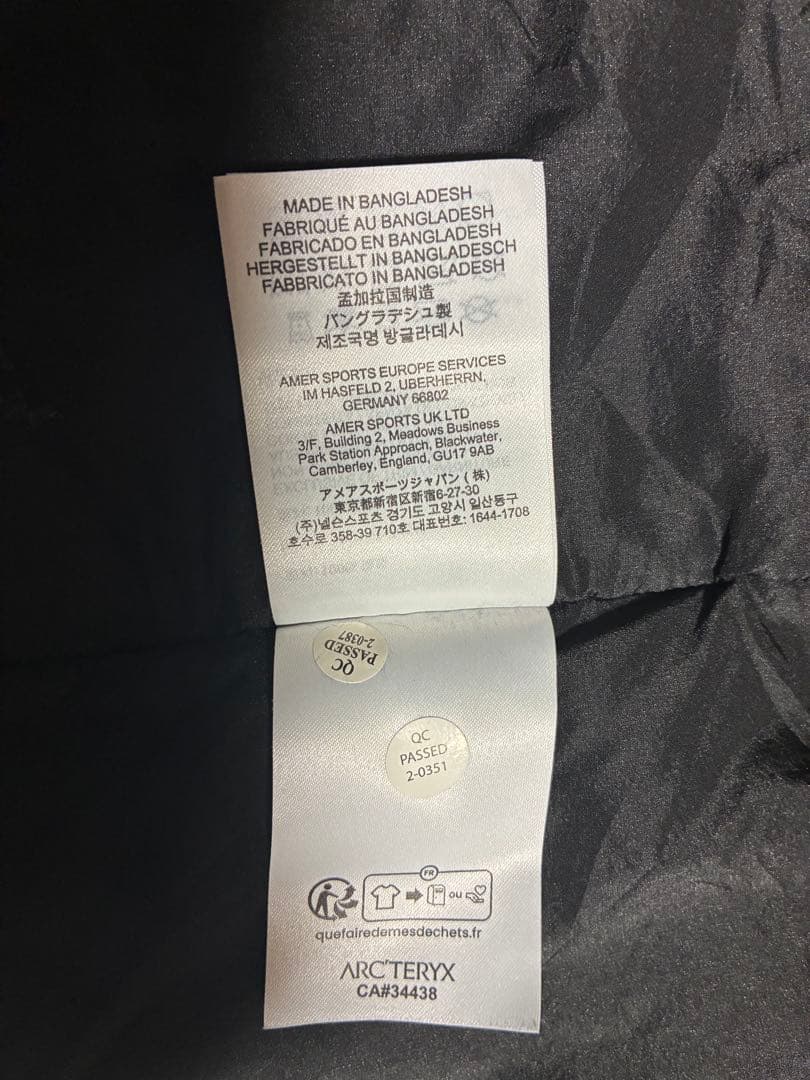 MADE IN BANGLADESH
FABRIQUÉ AU BANGLADESH
FABRICADO EN BANGLADESH
HERGESTELLT IN BANGLADESCH
FABBRICATO IN BANGLADESH
孟加拉国制造
バングラデシュ製
제조국명 방글라데시
AMER SPORTS EUROPE SERVICES
IM HASFELD 2, UBERHERRN,
GERMANY 66802
AMER SPORTS UK LTD
3/F, Building 2, Meadows Business
Park Station Approach, Blackwater,
Camberley, England, GU17 9AB
アメアスポーツジャパン (株)
東京都新宿区新宿6-27-30
(주)넬슨스포츠 경기도 고양시 일산동구
호수로 358-39 710호 대표번호: 1644-1708
QC
PASSED
2-0387
QC
PASSED
2-0351
FR
ou
quefairedemesdechets.fr
ARC'TERYX
CA#34438